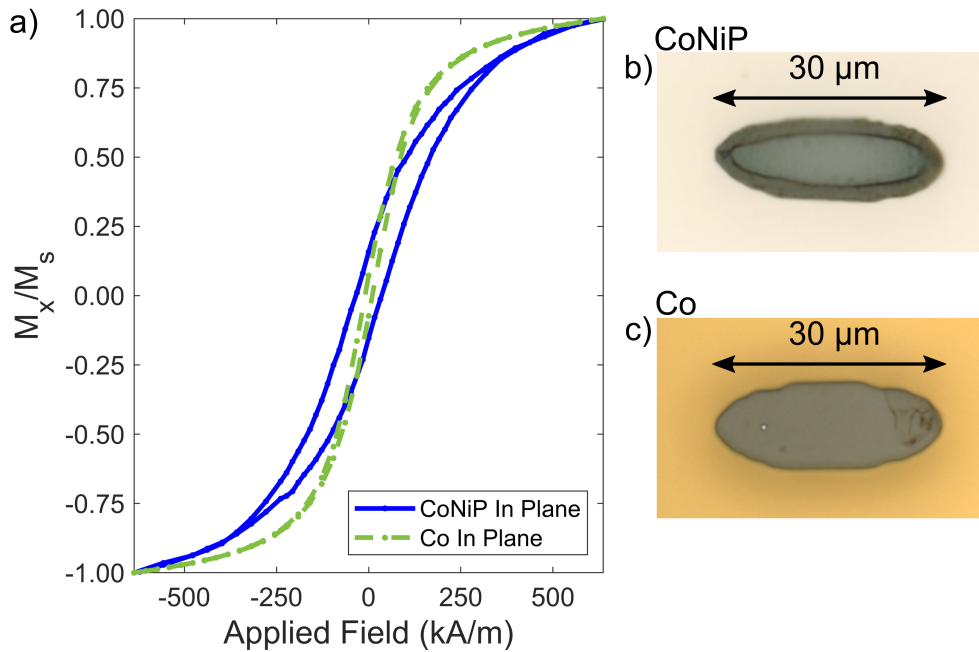 a)
1.00
0.75
0.50
0.25
0.00
-0.25
-0.50
-0.75
-1.00
M_x/M_s
-500 -250 0 250 500
Applied Field (kA/m)
CoNiP In Plane
Co In Plane
CoNiP
b)
30 µm
Co
c)
30 µm